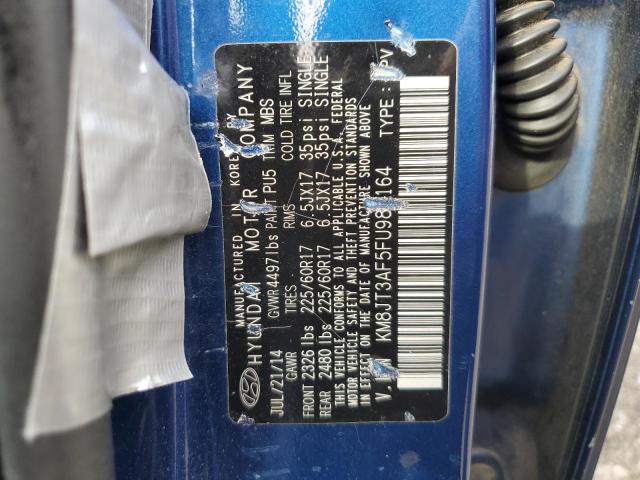 MANUFACTURED IN KOREA BY
HYUNDAI MOTOR COMPANY
JUL/21/14 GVWR 4497 lbs PAINT PU5 TRIM MBS
GAWR TIRES RIMS COLD TIRE INFL
FRONT 2326 lbs 225/60R17 6.5JX17 35psi SINGLE
REAR 2480 lbs 225/60R17 6.5JX17 35psi SINGLE
THIS VEHICLE CONFORMS TO ALL APPLICABLE U.S. FEDERAL
MOTOR VEHICLE SAFETY AND THEFT PREVENTION STANDARDS
IN EFFECT ON THE DATE OF MANUFACTURE SHOWN ABOVE
TYPE :